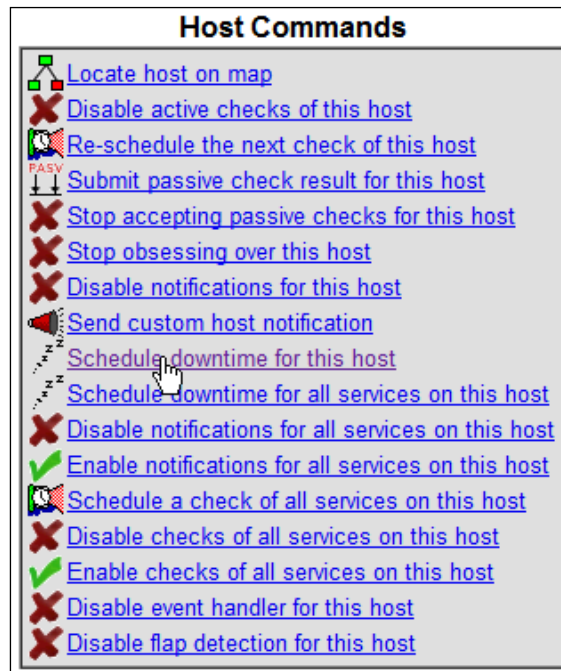 Host Commands
Locate host on map
Disable active checks of this host
Re-schedule the next check of this host
PASV
Submit passive check result for this host
Stop accepting passive checks for this host
Stop obsessing over this host
Disable notifications for this host
Send custom host notification
zzz
Schedule downtime for this host
zzz
Schedule downtime for all services on this host
Disable notifications for all services on this host
Enable notifications for all services on this host
Schedule a check of all services on this host
Disable checks of all services on this host
Enable checks of all services on this host
Disable event handler for this host
Disable flap detection for this host